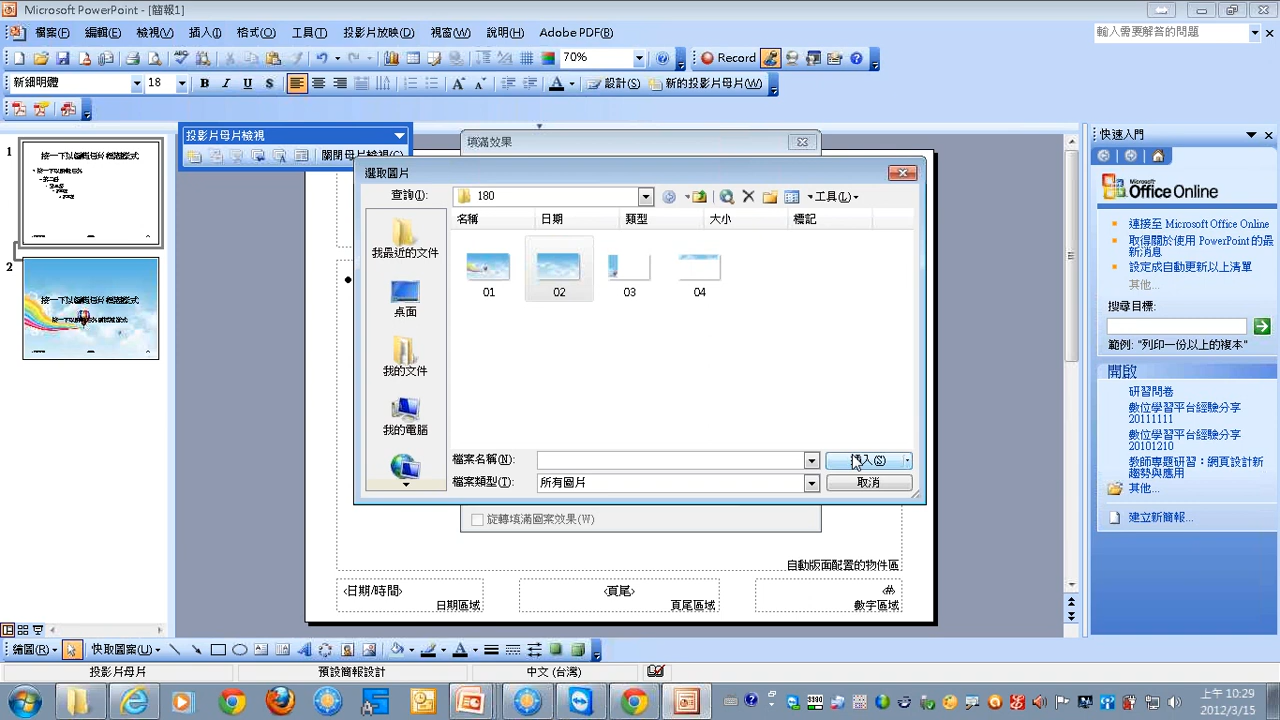 Microsoft PowerPoint - [簡報1]
檔案(F) 編輯(E) 檢視(V) 插入(I) 格式(O) 工具(T) 投影片放映(D) 視窗(W) 說明(H) Adobe PDF(B)
輸入需要解答的問題
70%
Record
新細明體
18
B I U S
設計(S)
新的投影片母片(W)
投影片母片檢視
關閉母片檢視(C)
1
2
填滿效果
選取圖片
查詢(I):
180
工具(L)
名稱 日期 類型 大小 標記
我最近的文件
桌面
我的文件
我的電腦
01
02
03
04
檔案名稱(N):
檔案類型(T):
所有圖片
取消
旋轉填滿圖案效果(W)
自動版面配置的物件區
<日期/時間>
日期區域
<頁尾>
頁尾區域
<#>
數字區域
快速入門
Microsoft
Office Online
連接至 Microsoft Office Online
取得關於使用 PowerPoint 的最
新消息
設定成自動更新以上清單
其他...
搜尋目標:
範例: "列印一份以上的複本"
開啟
研習問卷
數位學習平台經驗分享
20111111
數位學習平台經驗分享
20101210
教師專題研習：網頁設計新
趨勢與應用
其他...
建立新簡報...
繪圖(R)
快取圖案(U)
投影片母片
預設簡報設計
中文 (台灣)
上午 10:29
2012/3/15